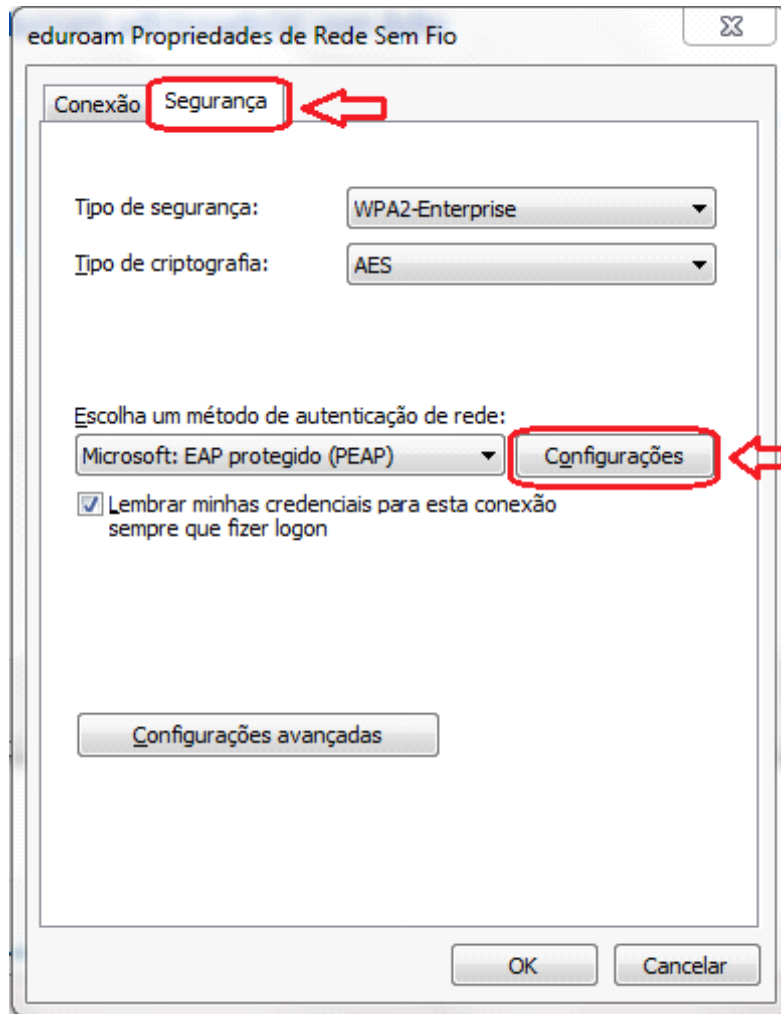 eduroam Propriedades de Rede Sem Fio
Conexão
Segurança
Tipo de segurança:
WPA2-Enterprise
Tipo de criptografia:
AES
Escolha um método de autenticação de rede:
Microsoft: EAP protegido (PEAP)
Configurações
Lembrar minhas credenciais para esta conexão
sempre que fizer logon
Configurações avançadas
OK
Cancelar